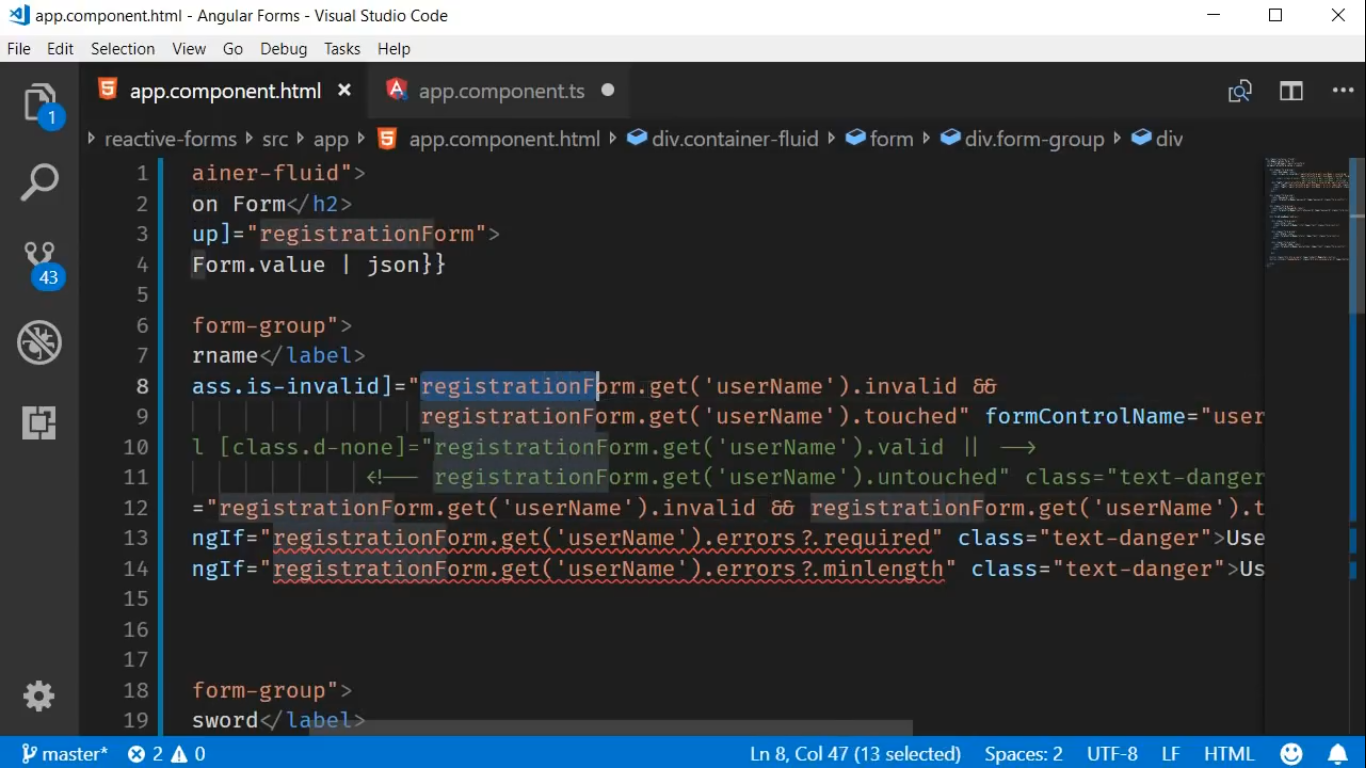 app.component.html - Angular Forms - Visual Studio Code
File Edit Selection View Go Debug Tasks Help
app.component.html app.component.ts
1
reactive-forms src app app.component.html div.container-fluid form div.form-group div
1 ainer-fluid">
2 on Form</h2>
3 up]="registrationForm">
4 Form.value | json}}
5
6 form-group">
7 rname</label>
8 ass.is-invalid]="registrationForm.get('userName').invalid &&
9 registrationForm.get('userName').touched" formControlName="user
10 l [class.d-none]="registrationForm.get('userName').valid || -->
11 <!-- registrationForm.get('userName').untouched" class="text-danger
12 ="registrationForm.get('userName').invalid && registrationForm.get('userName').t
13 ngIf="registrationForm.get('userName').errors?.required" class="text-danger">Use
14 ngIf="registrationForm.get('userName').errors?.minlength" class="text-danger">Us
15
16
17
18 form-group">
19 sword</label>
43
master* 2 0 Ln 8, Col 47 (13 selected) Spaces: 2 UTF-8 LF HTML